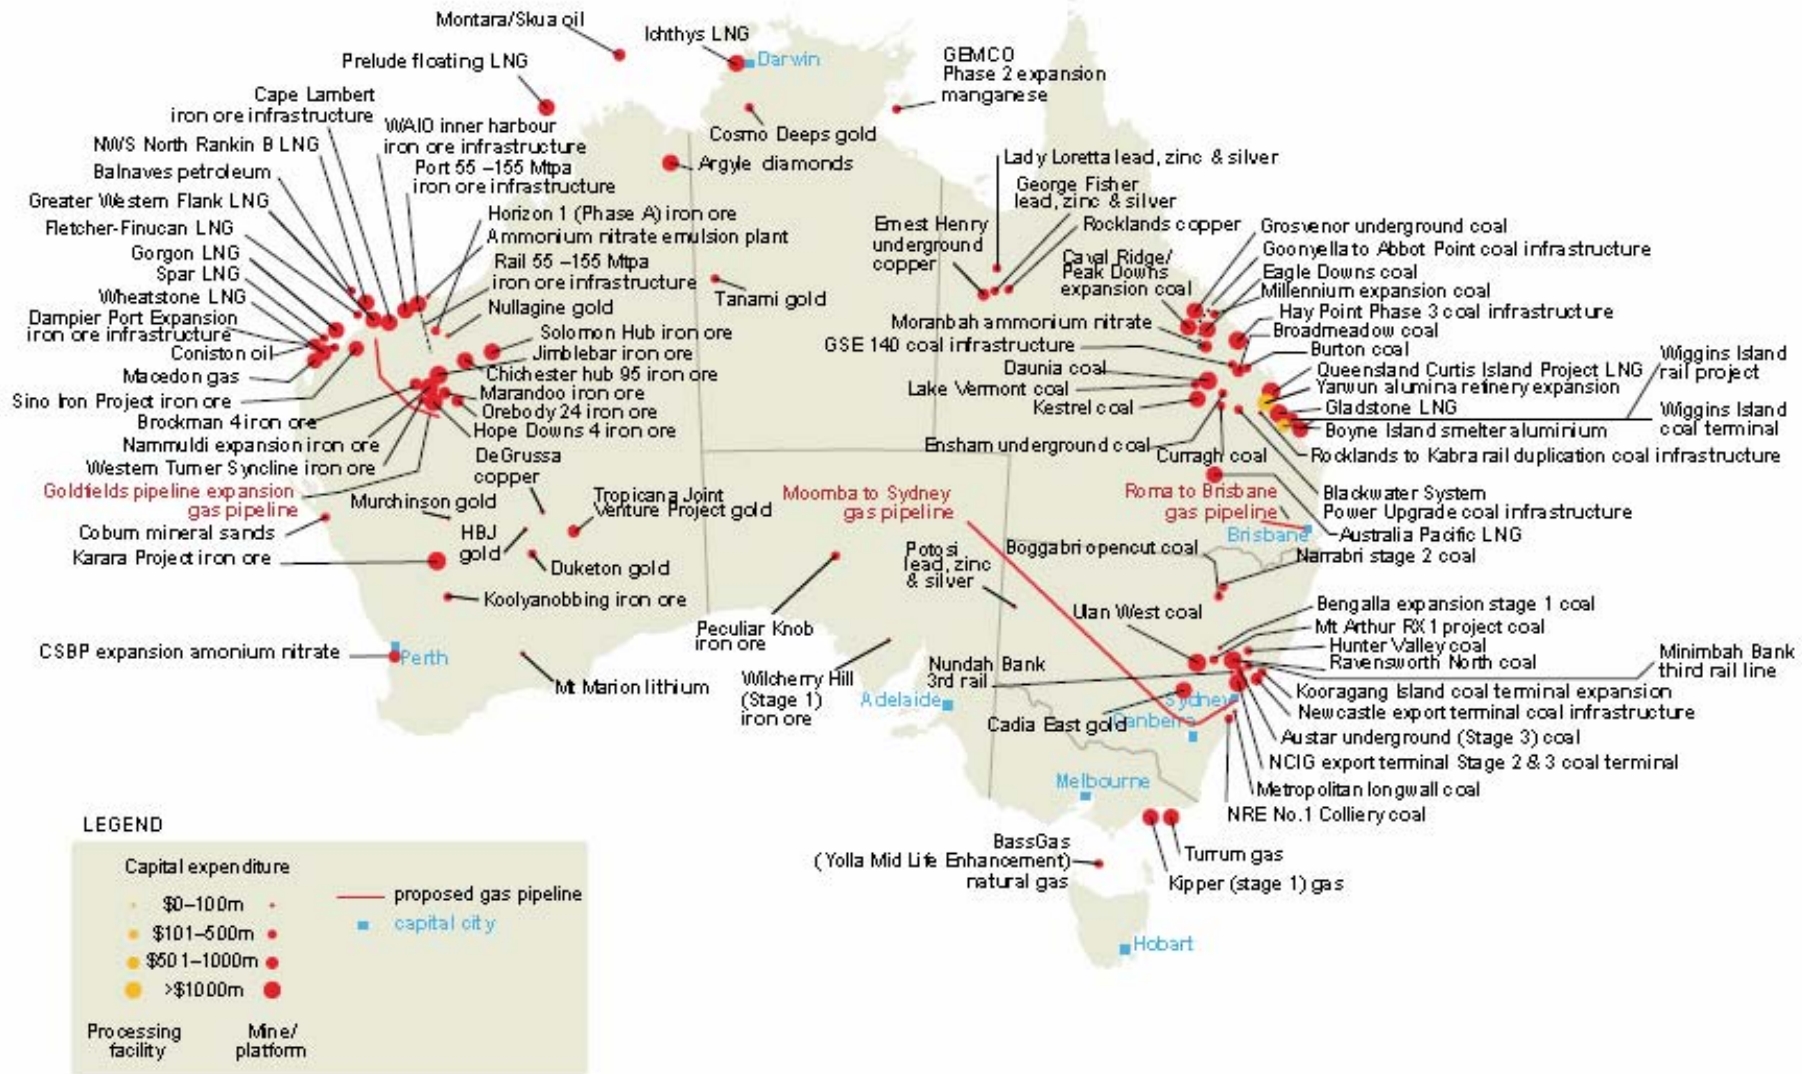 Montara/Skua oil
Ichthys LNG
Darwin
Prelude floating LNG
GEMCO
Phase 2 expansion
manganese
Cape Lambert
iron ore infrastructure
WAIO inner harbour
iron ore infrastructure
Cosmo Deeps gold
NWS North Rankin B LNG
Port 55 –155 Mtpa
iron ore infrastructure
Argyle diamonds
Lady Loretta lead, zinc & silver
Balnaves petroleum
George Fisher
lead, zinc & silver
Greater Western Flank LNG
Horizon 1 (Phase A) iron ore
Ernest Henry
underground
copper
Rocklands copper
Grosvenor underground coal
Fletcher-Finucan LNG
Ammonium nitrate emulsion plant
Goonyella to Abbot Point coal infrastructure
Gorgon LNG
Rail 55 –155 Mtpa
iron ore infrastructure
Caval Ridge/
Peak Downs
expansion coal
Eagle Downs coal
Spar LNG
Tanami gold
Millennium expansion coal
Wheatstone LNG
Nullagine gold
Hay Point Phase 3 coal infrastructure
Dampier Port Expansion
iron ore infrastructure
Solomon Hub iron ore
Moranbah ammonium nitrate
Broadmeadow coal
Coniston oil
Jimblebar iron ore
GSE 140 coal infrastructure
Burton coal
Wiggins Island
rail project
Macedon gas
Chichester hub 95 iron ore
Daunia coal
Queensland Curtis Island Project LNG
Sino Iron Project iron ore
Marandoo iron ore
Lake Vermont coal
Yarwun alumina refinery expansion
Brockman 4 iron ore
Orebody 24 iron ore
Kestrel coal
Gladstone LNG
Wiggins Island
coal terminal
Nammuldi expansion iron ore
Hope Downs 4 iron ore
Ensham underground coal
Boyne Island smelter aluminium
Western Turner Syncline iron ore
DeGrussa
copper
Curragh coal
Rocklands to Kabra rail duplication coal infrastructure
Goldfields pipeline expansion
gas pipeline
Murchinson gold
Tropicana Joint
Venture Project gold
Moomba to Sydney
gas pipeline
Roma to Brisbane
gas pipeline
Blackwater System
Power Upgrade coal infrastructure
Coburn mineral sands
HBJ
gold
Brisbane
Australia Pacific LNG
Karara Project iron ore
Duketon gold
Potosi
lead, zinc
& silver
Boggabri opencut coal
Narrabri stage 2 coal
Koolyanobbing iron ore
Ulan West coal
Bengalla expansion stage 1 coal
Peculiar Knob
iron ore
Mt Arthur RX1 project coal
CSBP expansion amonium nitrate
Perth
Hunter Valley coal
Ravensworth North coal
Minimbah Bank
third rail line
Mt Marion lithium
Wilcherry Hill
(Stage 1)
iron ore
Nundah Bank
3rd rail
Kooragang Island coal terminal expansion
Adelaide
Sydney
Newcastle export terminal coal infrastructure
Cadia East gold
Canberra
Austar underground (Stage 3) coal
NCIG export terminal Stage 2 & 3 coal terminal
Melbourne
Metropolitan longwall coal
NRE No.1 Colliery coal
BassGas
(Yolla Mid Life Enhancement)
natural gas
Turrum gas
Kipper (stage 1) gas
Hobart
LEGEND
Capital expenditure
$0–100m
$101–500m
$501–1000m
>$1000m
Processing
facility
Mine/
platform
proposed gas pipeline
capital city